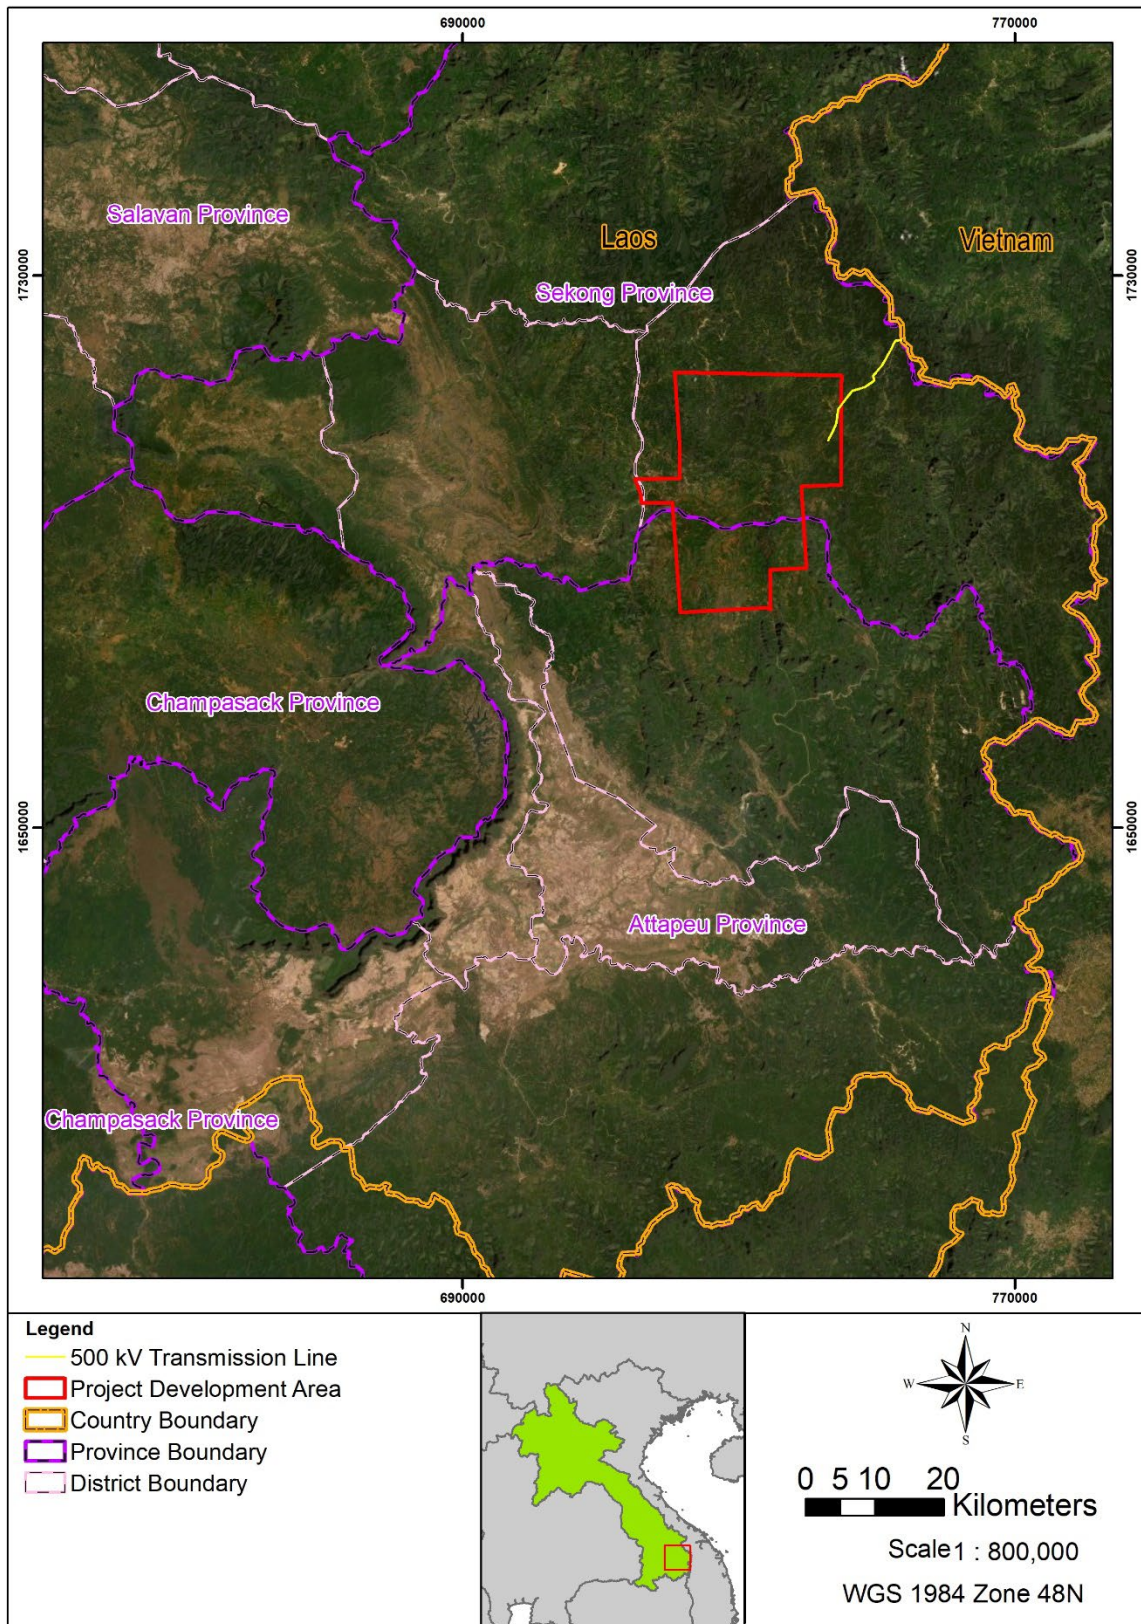 690000
770000
Salavan Province
Laos
Vietnam
1730000
1730000
Sekong Province
Champasack Province
1650000
1650000
Attapeu Province
Champasack Province
690000
770000
Legend
500 kV Transmission Line
Project Development Area
Country Boundary
Province Boundary
District Boundary
N
W
E
S
0 5 10 20
Kilometers
Scale 1 : 800,000
WGS 1984 Zone 48N